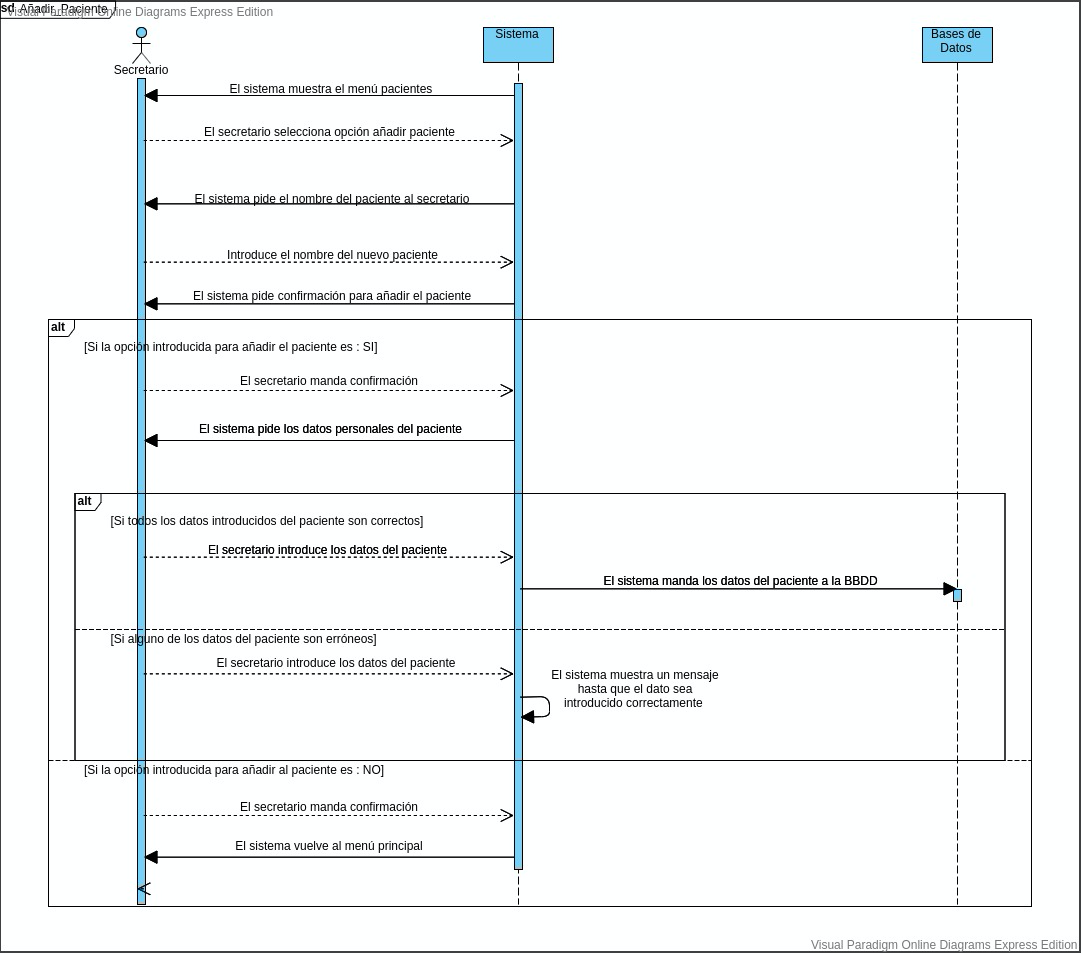 sd Añadir_Paciente
Visual Paradigm Online Diagrams Express Edition
Secretario
Sistema
Bases de
Datos
El sistema muestra el menú pacientes
El secretario selecciona opción añadir paciente
El sistema pide el nombre del paciente al secretario
Introduce el nombre del nuevo paciente
El sistema pide confirmación para añadir el paciente
alt
[Si la opción introducida para añadir el paciente es : SI]
El secretario manda confirmación
El sistema pide los datos personales del paciente
alt
[Si todos los datos introducidos del paciente son correctos]
El secretario introduce los datos del paciente
El sistema manda los datos del paciente a la BBDD
[Si alguno de los datos del paciente son erróneos]
El secretario introduce los datos del paciente
El sistema muestra un mensaje
hasta que el dato sea
introducido correctamente
[Si la opción introducida para añadir al paciente es : NO]
El secretario manda confirmación
El sistema vuelve al menú principal
Visual Paradigm Online Diagrams Express Edition